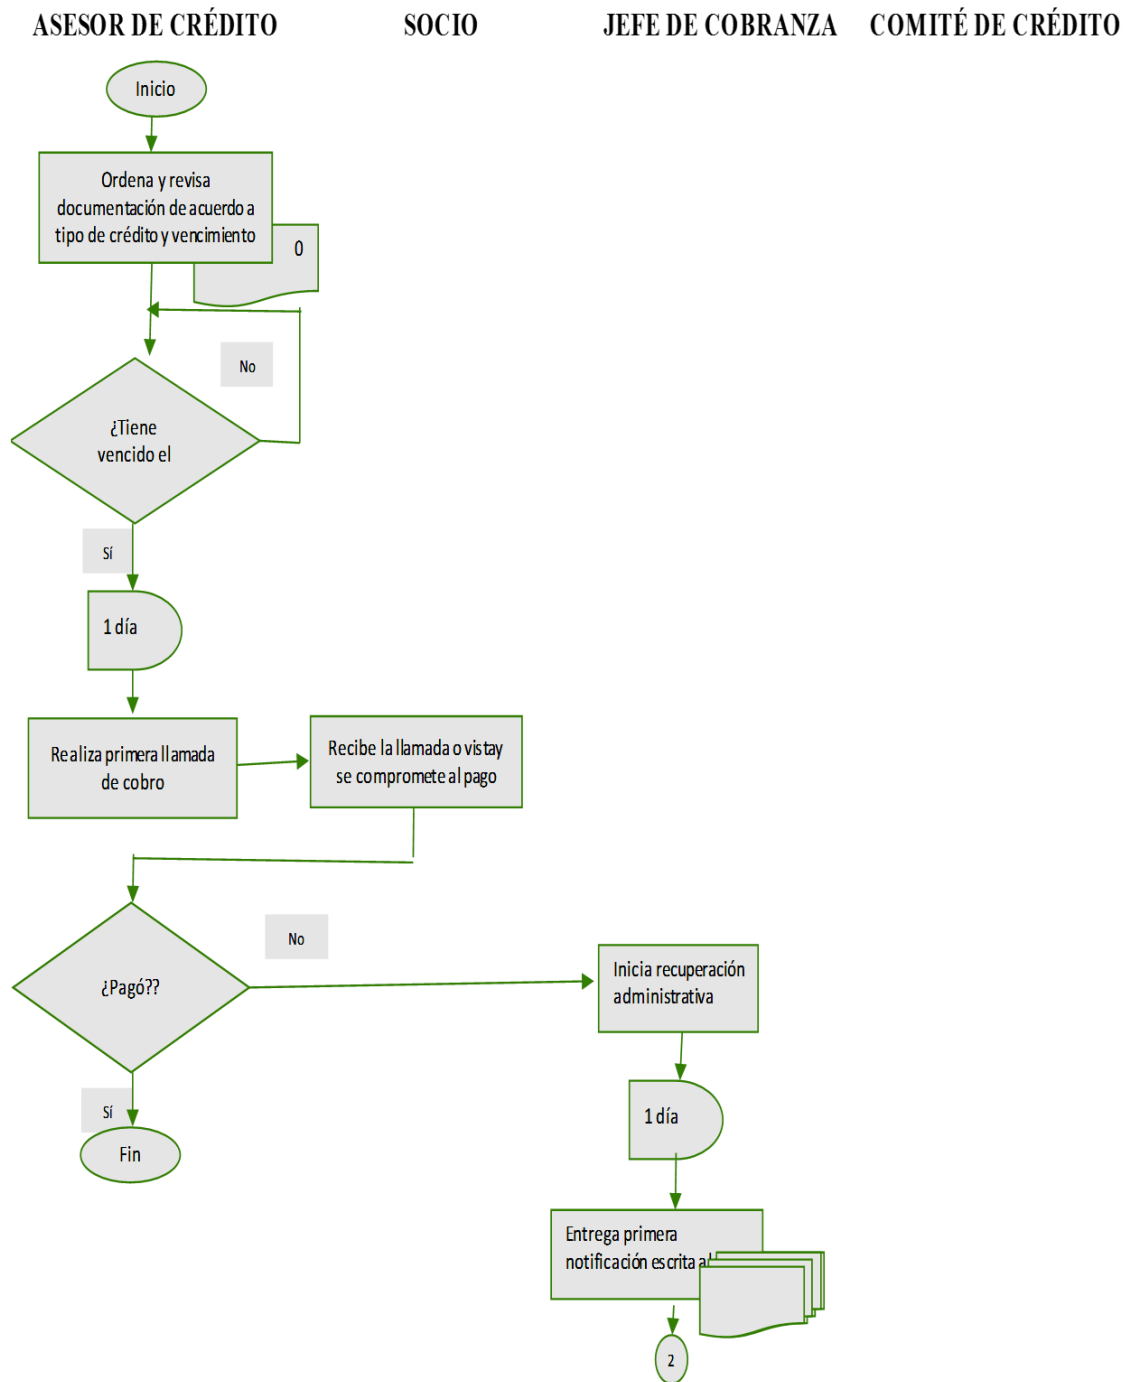 ASESOR DE CRÉDITO SOCIO JEFE DE COBRANZA COMITÉ DE CRÉDITO
Inicio
Ordena y revisa
documentación de acuerdo a
tipo de crédito y vencimiento
0
No
¿Tiene
vencido el
Sí
1 día
Realiza primera llamada
de cobro
Recibe la llamada o vistay
se compromete al pago
¿Pagó??
No
Inicia recuperación
administrativa
Sí
Fin
1 día
Entrega primera
notificación escrita
2